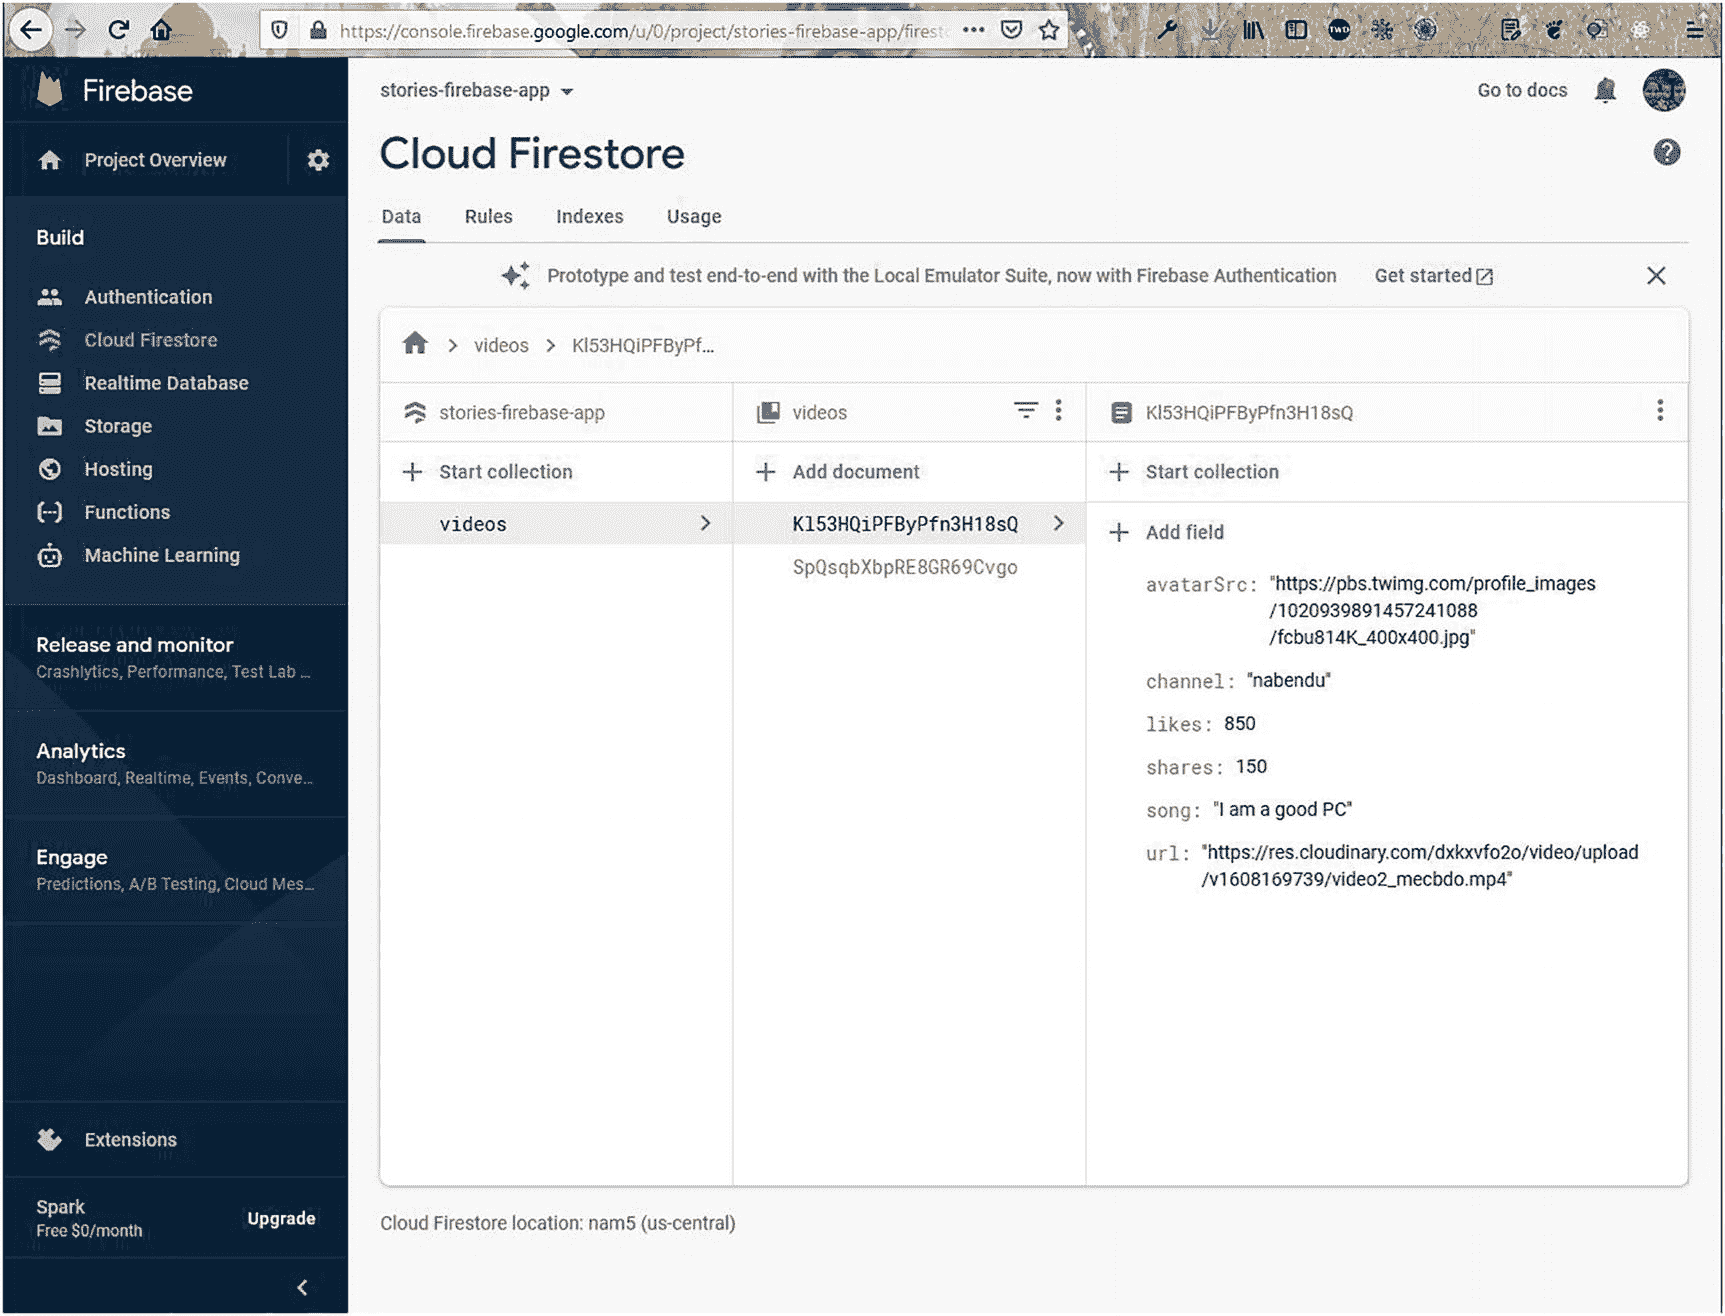 https://console.firebase.google.com/u/0/project/stories-firebase-app/firest
Firebase
Project Overview
Build
Authentication
Cloud Firestore
Realtime Database
Storage
Hosting
Functions
Machine Learning
Release and monitor
Crashlytics, Performance, Test Lab ...
Analytics
Dashboard, Realtime, Events, Conve...
Engage
Predictions, A/B Testing, Cloud Mes...
Extensions
Spark
Free $0/month
Upgrade
stories-firebase-app
Go to docs
Cloud Firestore
Data Rules Indexes Usage
Prototype and test end-to-end with the Local Emulator Suite, now with Firebase Authentication Get started
videos
Kl53HQiPFByPf...
stories-firebase-app
Start collection
videos
videos
Add document
Kl53HQiPFByPfn3H18sQ
SpQsqbXbpRE8GR69Cvgo
Kl53HQiPFByPfn3H18sQ
Start collection
Add field
avatarSrc: "https://pbs.twimg.com/profile_images
/1020939891457241088
/fcbu814K_400x400.jpg"
channel: "nabendu"
likes: 850
shares: 150
song: "I am a good PC"
url: "https://res.cloudinary.com/dxkxvfo2o/video/upload
/v1608169739/video2_mecbdo.mp4"
Cloud Firestore location: nam5 (us-central)